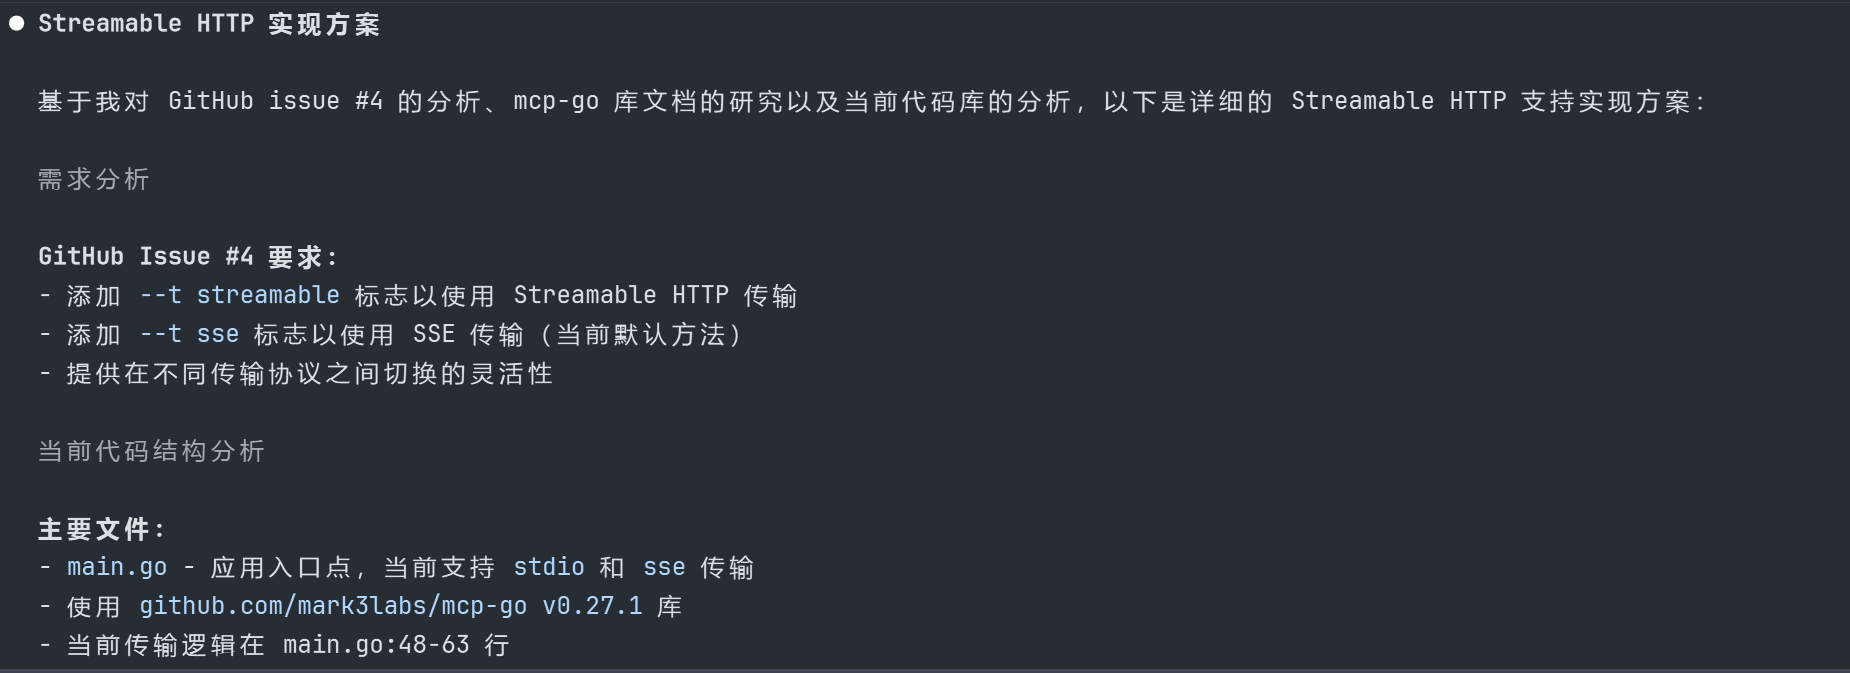 ● Streamable HTTP 实现方案
基于我对 GitHub issue #4 的分析、mcp-go 库文档的研究以及当前代码库的分析，以下是详细的 Streamable HTTP 支持实现方案：
需求分析
GitHub Issue #4 要求：
- 添加 --t streamable 标志以使用 Streamable HTTP 传输
- 添加 --t sse 标志以使用 SSE 传输（当前默认方法）
- 提供在不同传输协议之间切换的灵活性
当前代码结构分析
主要文件：
- main.go - 应用入口点，当前支持 stdio 和 sse 传输
- 使用 github.com/mark3labs/mcp-go v0.27.1 库
- 当前传输逻辑在 main.go:48-63 行